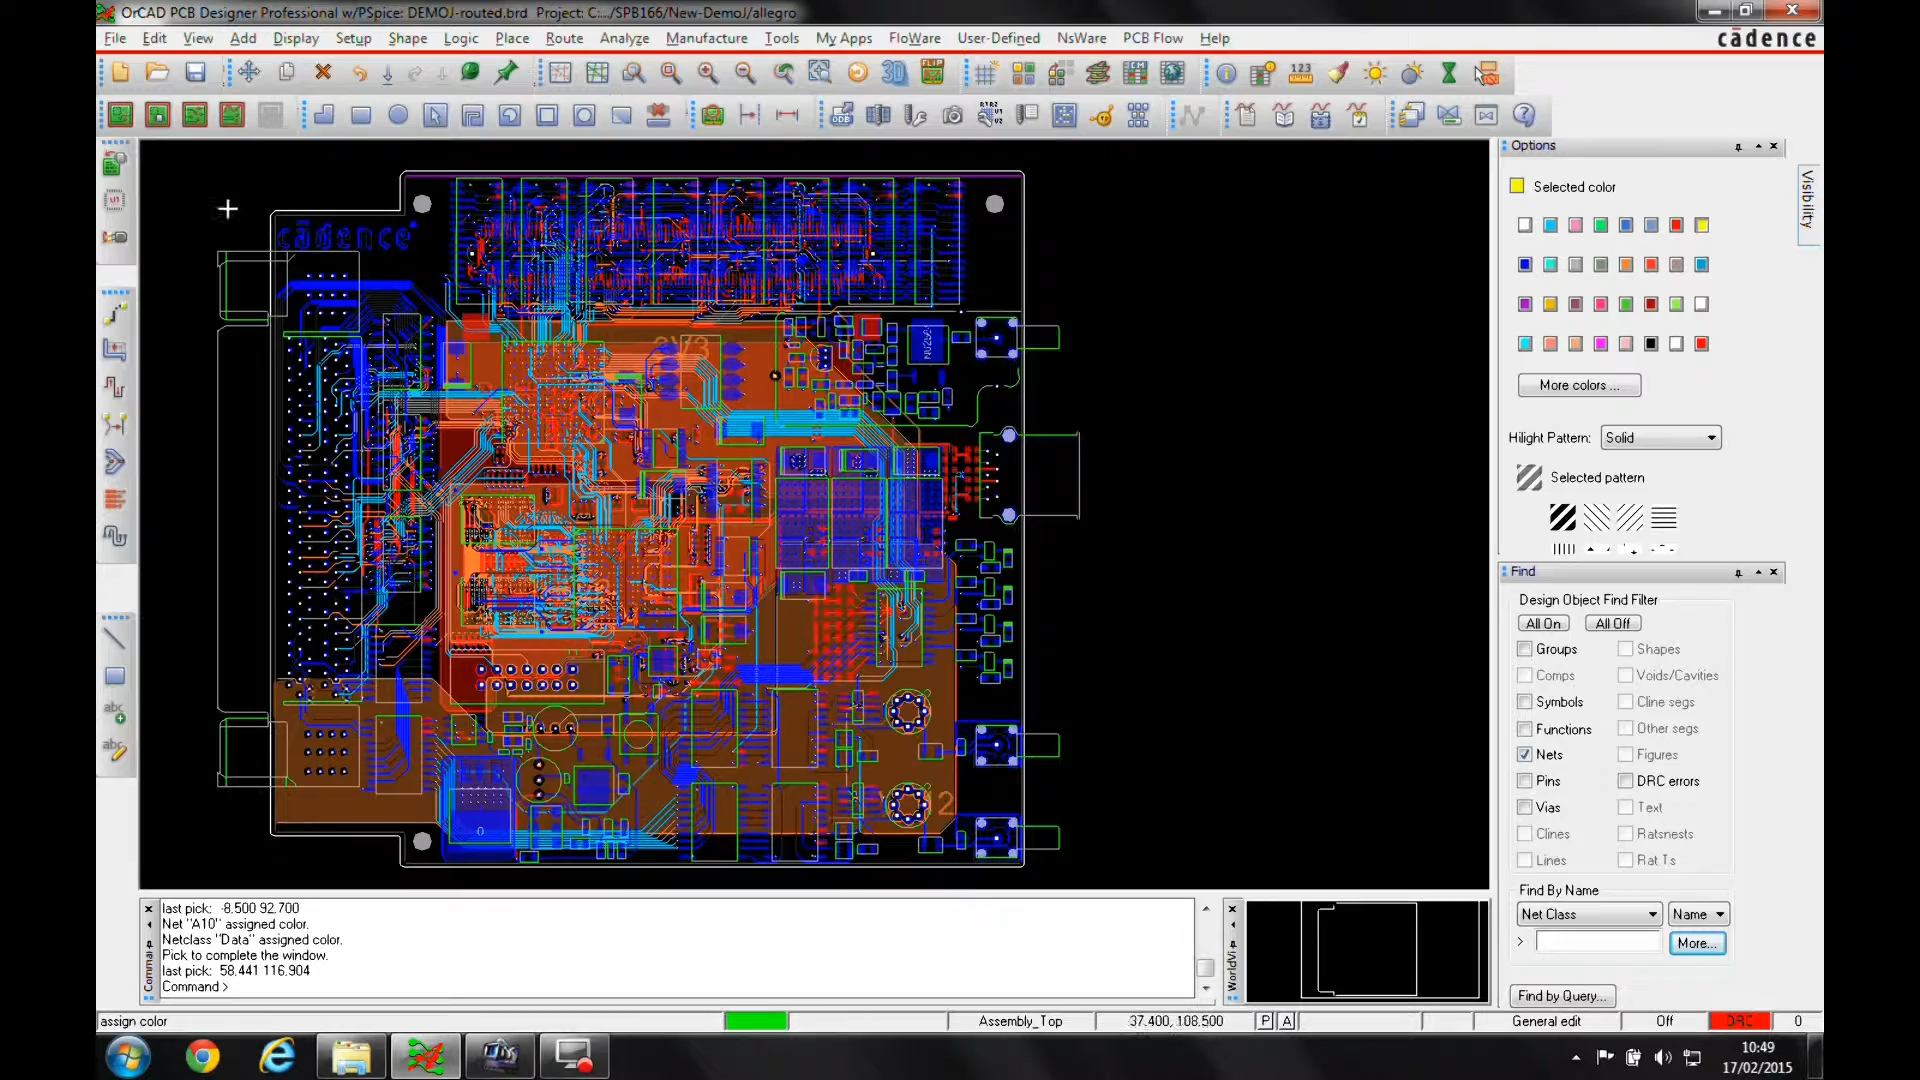 OrCAD PCB Designer Professional w/PSpice: DEMOJ-routed.brd Project: C:/.../SPB166/New-DemoJ/allegro
File Edit View Add Display Setup Shape Logic Place Route Analyze Manufacture Tools My Apps FloWare User-Defined NsWare PCB Flow Help
cādence
Options
Selected color
Visibility
More colors ...
Hilight Pattern: Solid
Selected pattern
Find
Design Object Find Filter
All On All Off
Groups Shapes
Comps Voids/Cavities
Symbols Cline segs
Functions Other segs
Nets Figures
Pins DRC errors
Vias Text
Clines Ratsnests
Lines Rat Ts
Find By Name
Net Class Name
> More...
Find by Query...
cādence
3V3
last pick: -8.500 92.700
Net "A10" assigned color.
Netclass "Data" assigned color.
Pick to complete the window.
last pick: 58.441 116.904
Command >
assign color Assembly_Top 37.400, 108.500 P A General edit Off DRC 0
10:49
17/02/2015